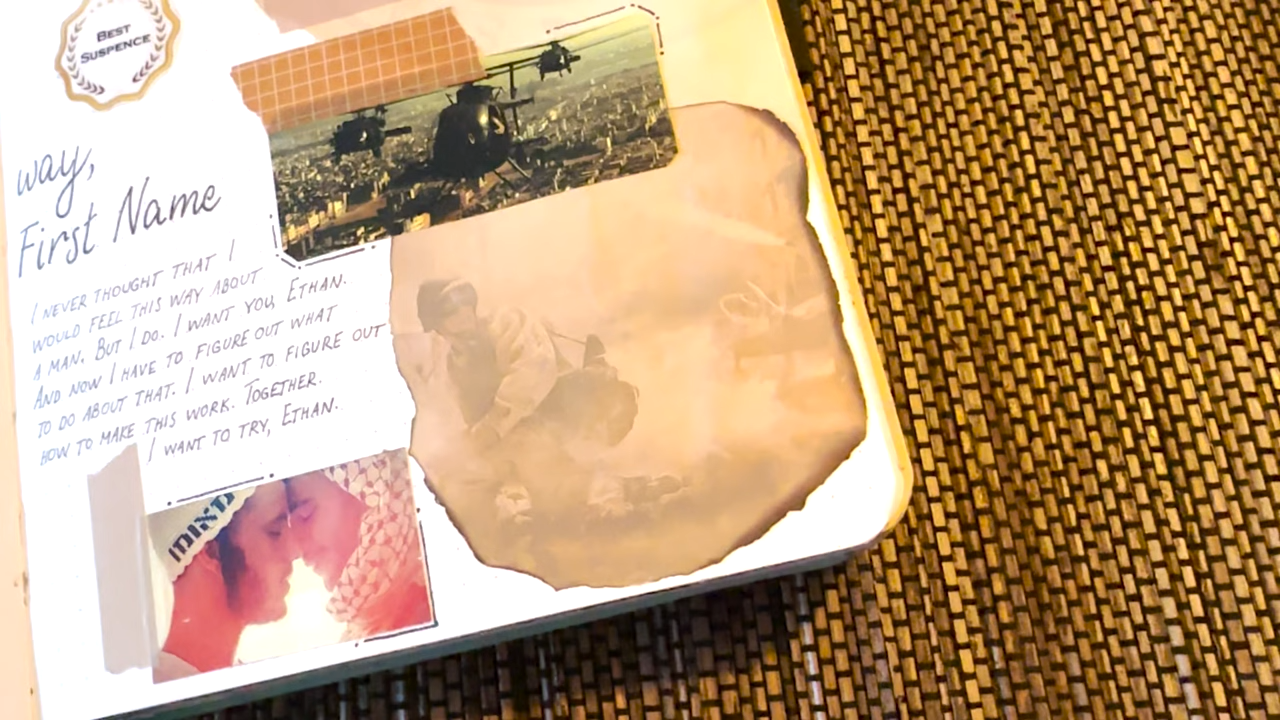 BEST
SUSPENCE
way,
First Name
I NEVER THOUGHT THAT I
WOULD FEEL THIS WAY ABOUT
A MAN. BUT I DO. I WANT YOU, ETHAN.
AND NOW I HAVE TO FIGURE OUT WHAT
TO DO ABOUT THAT. I WANT TO FIGURE OUT
HOW TO MAKE THIS WORK. TOGETHER.
I WANT TO TRY, ETHAN.